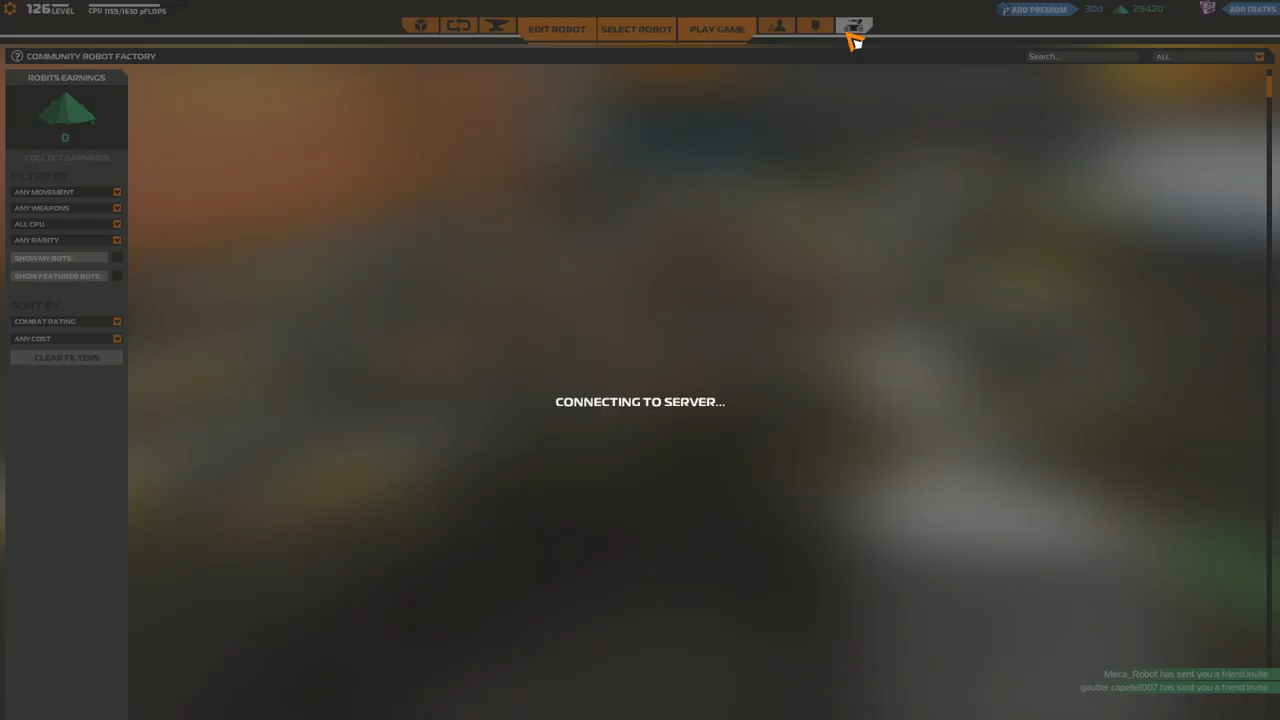 126 LEVEL CPU 1159/1630 pFLOPS
ADD PREMIUM 30d 29420 ADD CRATES
EDIT ROBOT SELECT ROBOT PLAY GAME
? COMMUNITY ROBOT FACTORY
Search... ALL
ROBITS EARNINGS
0
COLLECT EARNINGS
FILTER BY
ANY MOVEMENT
ANY WEAPONS
ALL CPU
ANY RARITY
SHOW MY BOTS:
SHOW FEATURED BOTS:
SORT BY:
COMBAT RATING
ANY COST
CLEAR FILTERS
CONNECTING TO SERVER...
Meca_Robot has sent you a friend invite
gautier.capelle1007 has sent you a friend invite